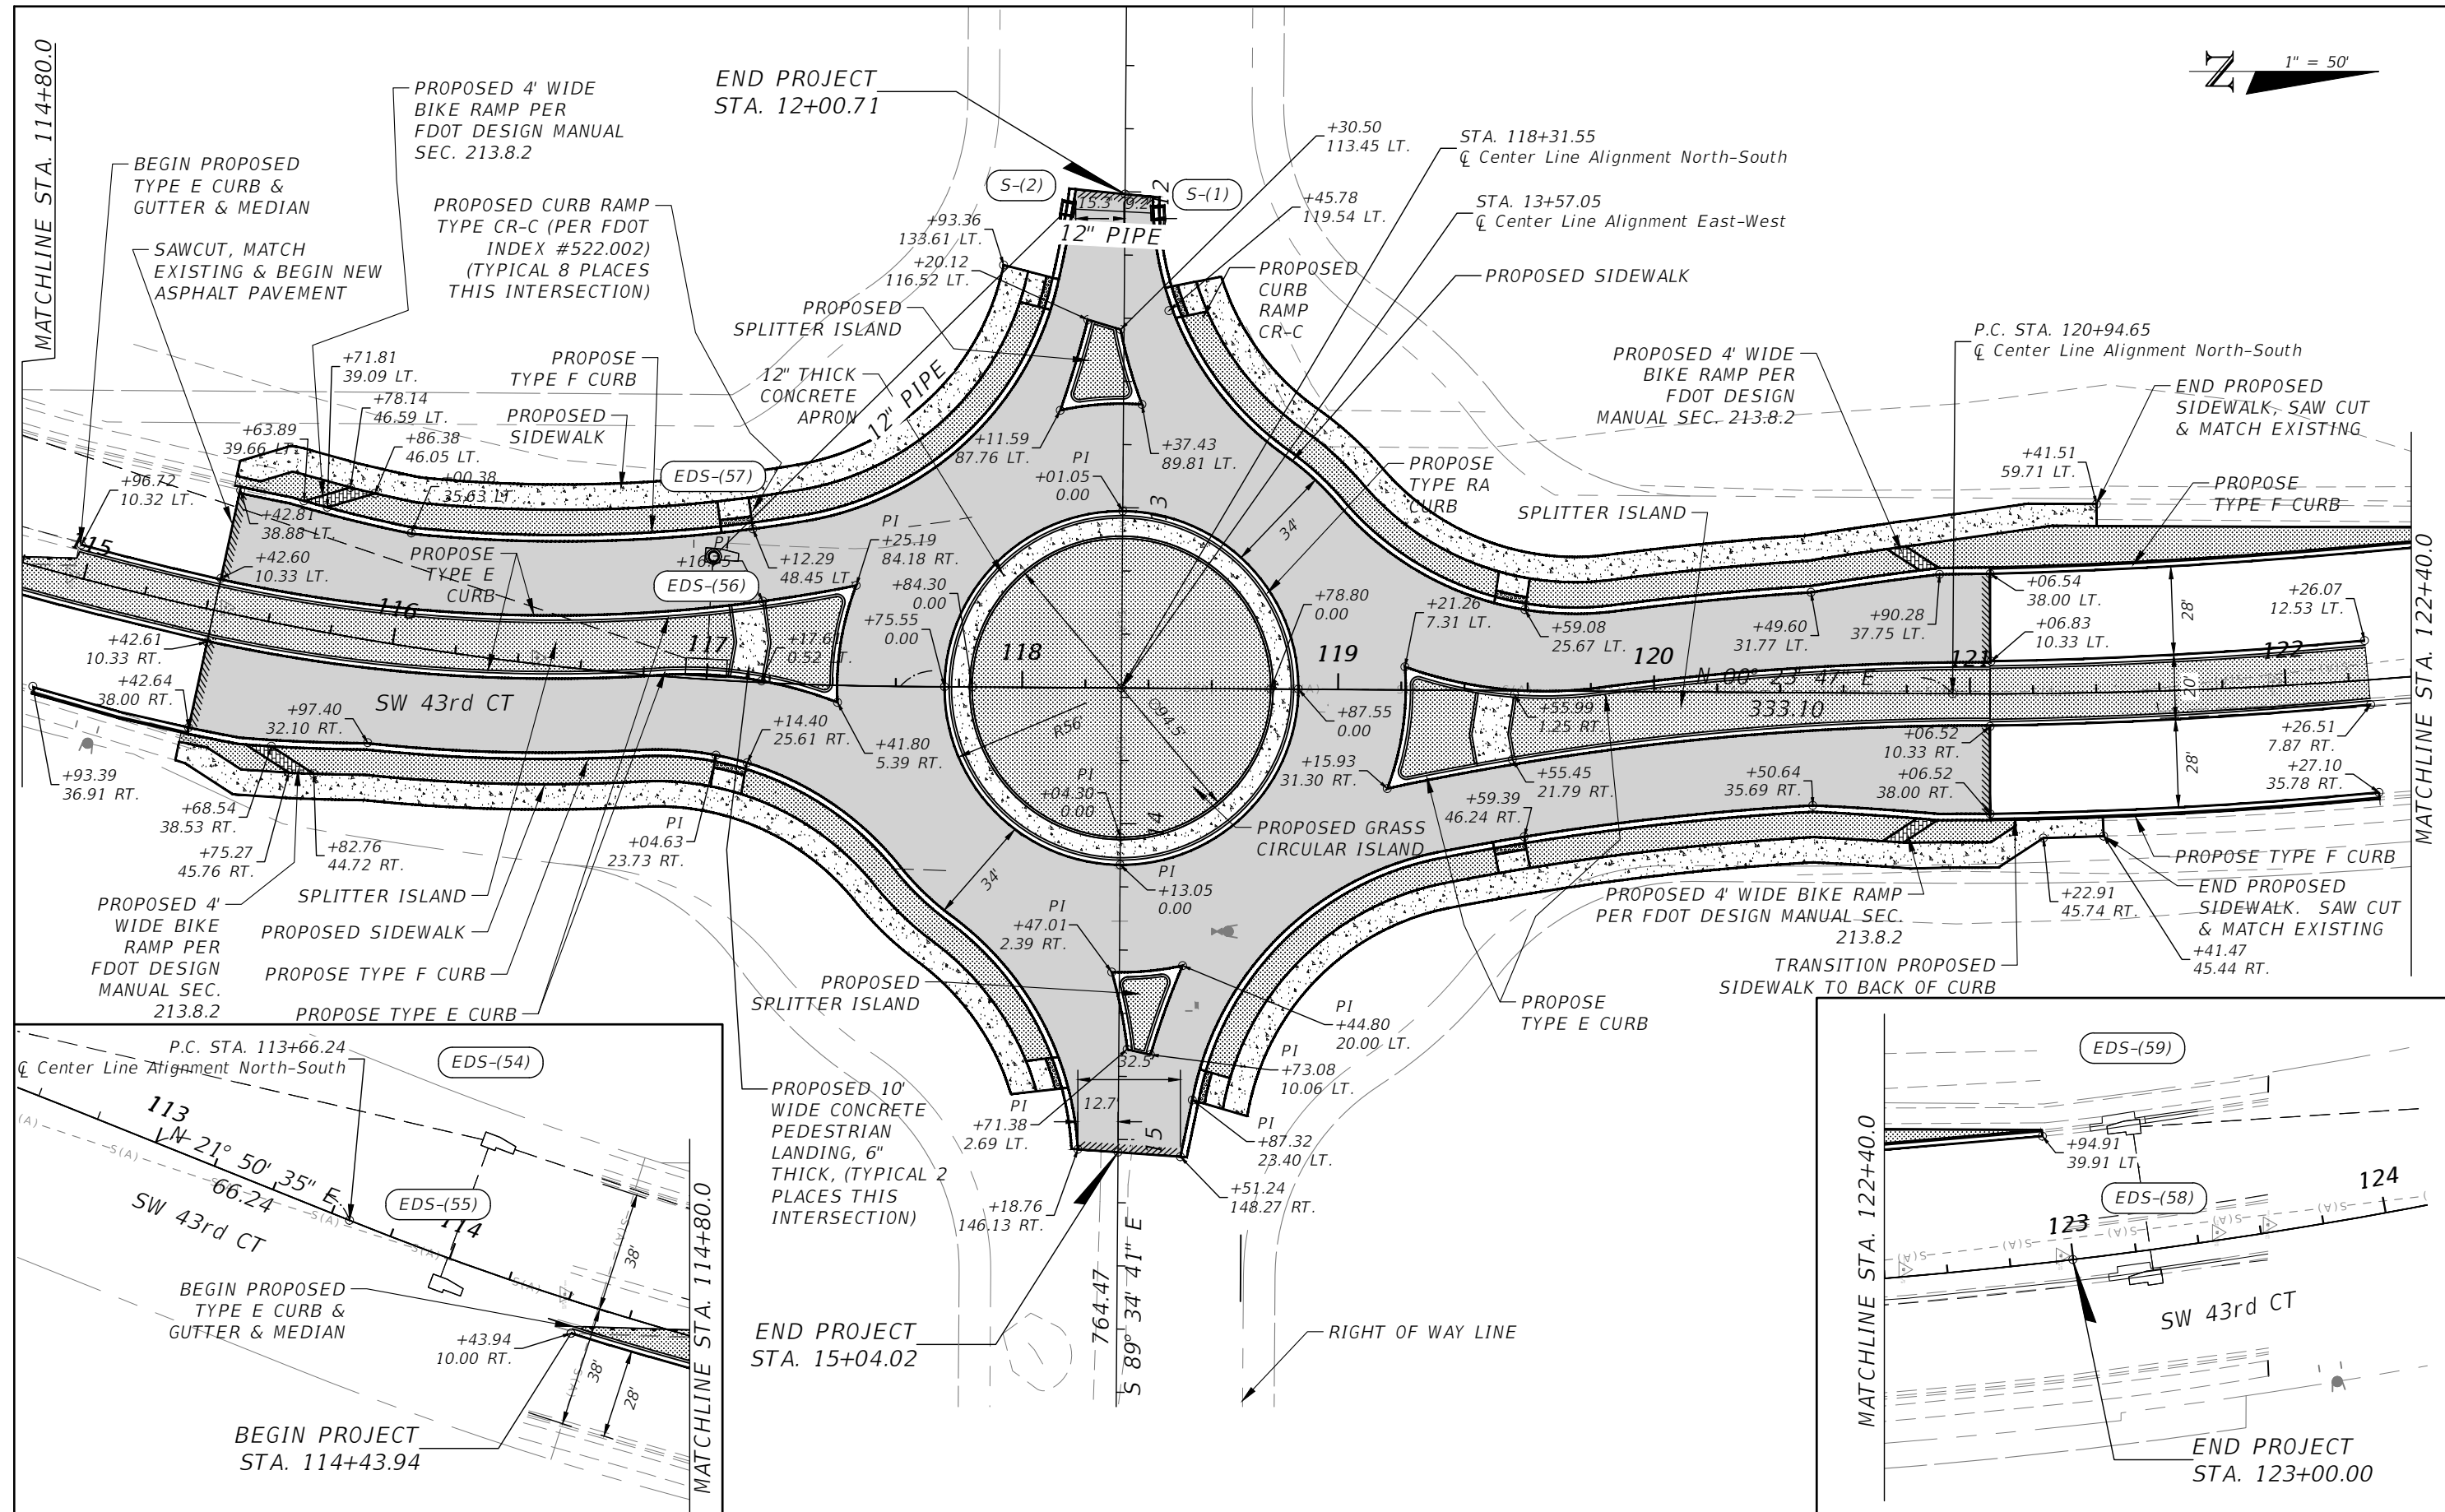 MATCHLINE STA. 114+80.0
BEGIN PROPOSED
TYPE E CURB &
GUTTER & MEDIAN
SAWCUT, MATCH
EXISTING & BEGIN NEW
ASPHALT PAVEMENT
PROPOSED 4' WIDE
BIKE RAMP PER
FDOT DESIGN MANUAL
SEC. 213.8.2
PROPOSED CURB RAMP
TYPE CR-C (PER FDOT
INDEX #522.002)
(TYPICAL 8 PLACES
THIS INTERSECTION)
END PROJECT
STA. 12+00.71
S-(2)
S-(1)
12
15.3'
9.2'
12" PIPE
+93.36
133.61 LT.
+20.12
116.52 LT.
+30.50
113.45 LT.
+45.78
119.54 LT.
STA. 118+31.55
℄ Center Line Alignment North-South
STA. 13+57.05
℄ Center Line Alignment East-West
PROPOSED SIDEWALK
N
1" = 50'
PROPOSED
CURB
RAMP
CR-C
PROPOSED
SPLITTER ISLAND
PROPOSE
TYPE F CURB
PROPOSED
SIDEWALK
12" THICK
CONCRETE
APRON
12" PIPE
+71.81
39.09 LT.
+78.14
46.59 LT.
+86.38
46.05 LT.
+63.89
39.66 LT.
+00.38
35.63 LT.
+96.72
10.32 LT.
+42.81
38.88 LT.
+42.60
10.33 LT.
115
PROPOSE
TYPE E
CURB
EDS-(57)
EDS-(56)
PI
+12.29
48.45 LT.
PI
+25.19
84.18 RT.
+84.30
0.00
+75.55
0.00
+11.59
87.76 LT.
+37.43
89.81 LT.
PI
+01.05
0.00
13
34'
PROPOSE
TYPE RA
CURB
P.C. STA. 120+94.65
℄ Center Line Alignment North-South
PROPOSED 4' WIDE
BIKE RAMP PER
FDOT DESIGN
MANUAL SEC. 213.8.2
END PROPOSED
SIDEWALK, SAW CUT
& MATCH EXISTING
+41.51
59.71 LT.
PROPOSE
TYPE F CURB
SPLITTER ISLAND
MATCHLINE STA. 122+40.0
+78.80
0.00
+21.26
7.31 LT.
+59.08
25.67 LT.
+49.60
31.77 LT.
+90.28
37.75 LT.
+06.54
38.00 LT.
+06.83
10.33 LT.
28'
+26.07
12.53 LT.
116
117
118
119
120
121
122
+17.61
0.52 LT.
+42.61
10.33 RT.
+42.64
38.00 RT.
SW 43rd CT
N 00° 23' 47" E
333.10
20'
+97.40
32.10 RT.
+93.39
36.91 RT.
+14.40
25.61 RT.
+41.80
5.39 RT.
R56'
Ø94.5'
+87.55
0.00
+55.99
1.25 RT.
+06.52
10.33 RT.
+26.51
7.87 RT.
28'
+15.93
31.30 RT.
+55.45
21.79 RT.
+50.64
35.69 RT.
+06.52
38.00 RT.
+27.10
35.78 RT.
+59.39
46.24 RT.
+68.54
38.53 RT.
+75.27
45.76 RT.
+82.76
44.72 RT.
PI
+04.63
23.73 RT.
PI
+04.30
0.00
14
PROPOSED GRASS
CIRCULAR ISLAND
PI
+13.05
0.00
34'
SPLITTER ISLAND
PROPOSED SIDEWALK
PROPOSE TYPE F CURB
PROPOSE TYPE E CURB
PROPOSED 4'
WIDE BIKE
RAMP PER
FDOT DESIGN
MANUAL SEC.
213.8.2
PI
+47.01
2.39 RT.
PROPOSED
SPLITTER ISLAND
PROPOSE TYPE F CURB
PROPOSED 4' WIDE BIKE RAMP
PER FDOT DESIGN MANUAL SEC.
213.8.2
+22.91
45.74 RT.
END PROPOSED
SIDEWALK. SAW CUT
& MATCH EXISTING
+41.47
45.44 RT.
TRANSITION PROPOSED
SIDEWALK TO BACK OF CURB
PROPOSE
TYPE E CURB
PI
+44.80
20.00 LT.
PI
+73.08
10.06 LT.
32.5'
12.7'
PI
+71.38
2.69 LT.
PI
+87.32
23.40 LT.
15
+18.76
146.13 RT.
+51.24
148.27 RT.
PROPOSED 10'
WIDE CONCRETE
PEDESTRIAN
LANDING, 6"
THICK, (TYPICAL 2
PLACES THIS
INTERSECTION)
END PROJECT
STA. 15+04.02
764.47
S 89° 34' 41" E
RIGHT OF WAY LINE
P.C. STA. 113+66.24
℄ Center Line Alignment North-South
EDS-(54)
113
N 21° 50' 35" E
66.24
SW 43rd CT
EDS-(55)
114
S(A)
S(A)
S(A)
S(A)
S(A)
S(A)
38'
38'
28'
BEGIN PROPOSED
TYPE E CURB &
GUTTER & MEDIAN
+43.94
10.00 RT.
BEGIN PROJECT
STA. 114+43.94
MATCHLINE STA. 114+80.0
MATCHLINE STA. 122+40.0
EDS-(59)
+94.91
39.91 LT.
EDS-(58)
123
124
S(A)
S(A)
S(A)
S(A)
SW 43rd CT
END PROJECT
STA. 123+00.00